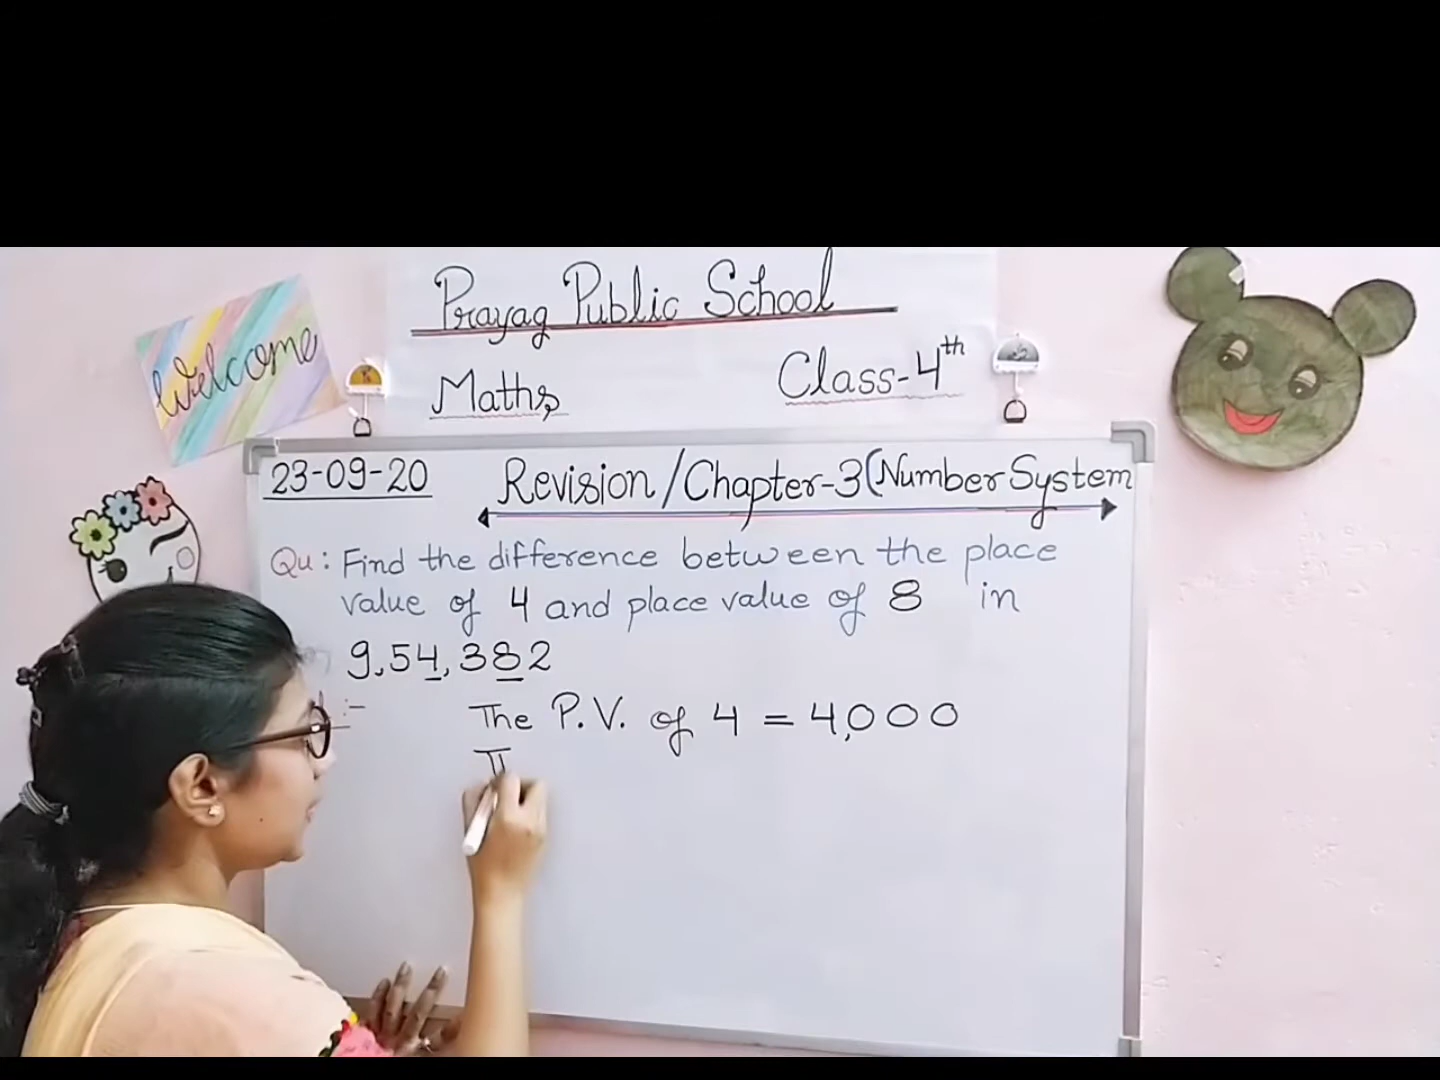 Prayag Public School
Welcome
Maths
Class-4th
23-09-20
Revision/Chapter-3(Number System
Qu: Find the difference between the place
value of 4 and place value of 8 in
9,54,382
:-
The P.V. of 4 = 4,000